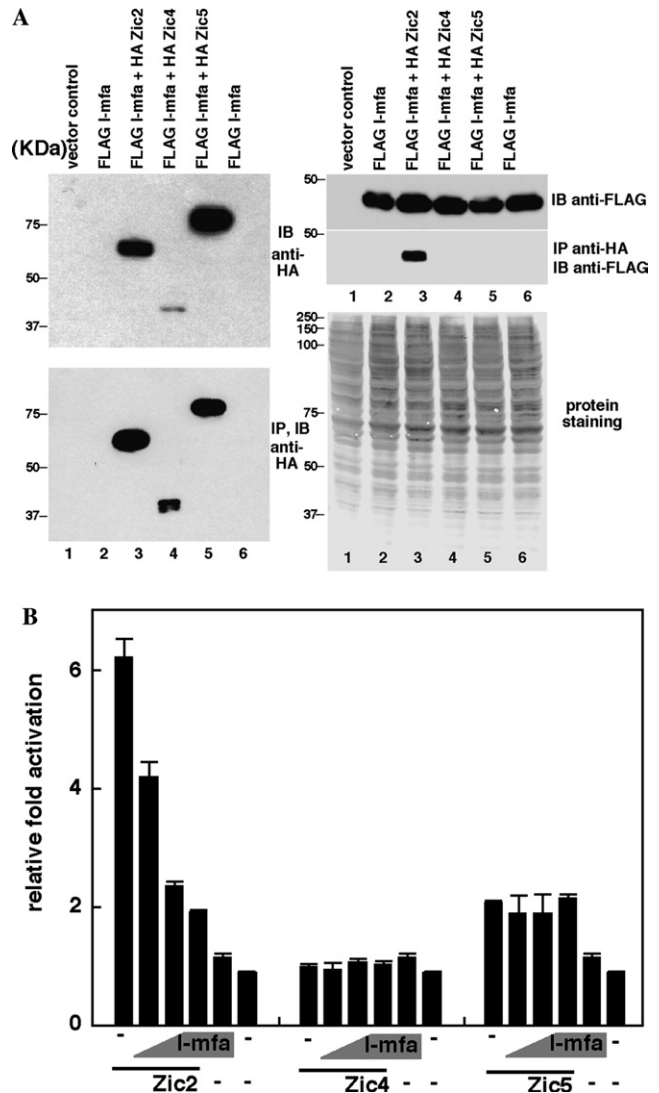 A
vector control
FLAG I-mfa
FLAG I-mfa + HA Zic2
FLAG I-mfa + HA Zic4
FLAG I-mfa + HA Zic5
FLAG I-mfa
(KDa)
75
50
37
IB
anti-
HA
75
50
37
IP, IB
anti-
HA
1 2 3 4 5 6
vector control
FLAG I-mfa
FLAG I-mfa + HA Zic2
FLAG I-mfa + HA Zic4
FLAG I-mfa + HA Zic5
FLAG I-mfa
50
IB anti-FLAG
50
IP anti-HA
IB anti-FLAG
1 2 3 4 5 6
250
150
100
75
50
37
protein
staining
1 2 3 4 5 6
B
relative fold activation
6
4
2
0
- I-mfa - I-mfa - I-mfa -
Zic2 - - Zic4 - - Zic5 - -